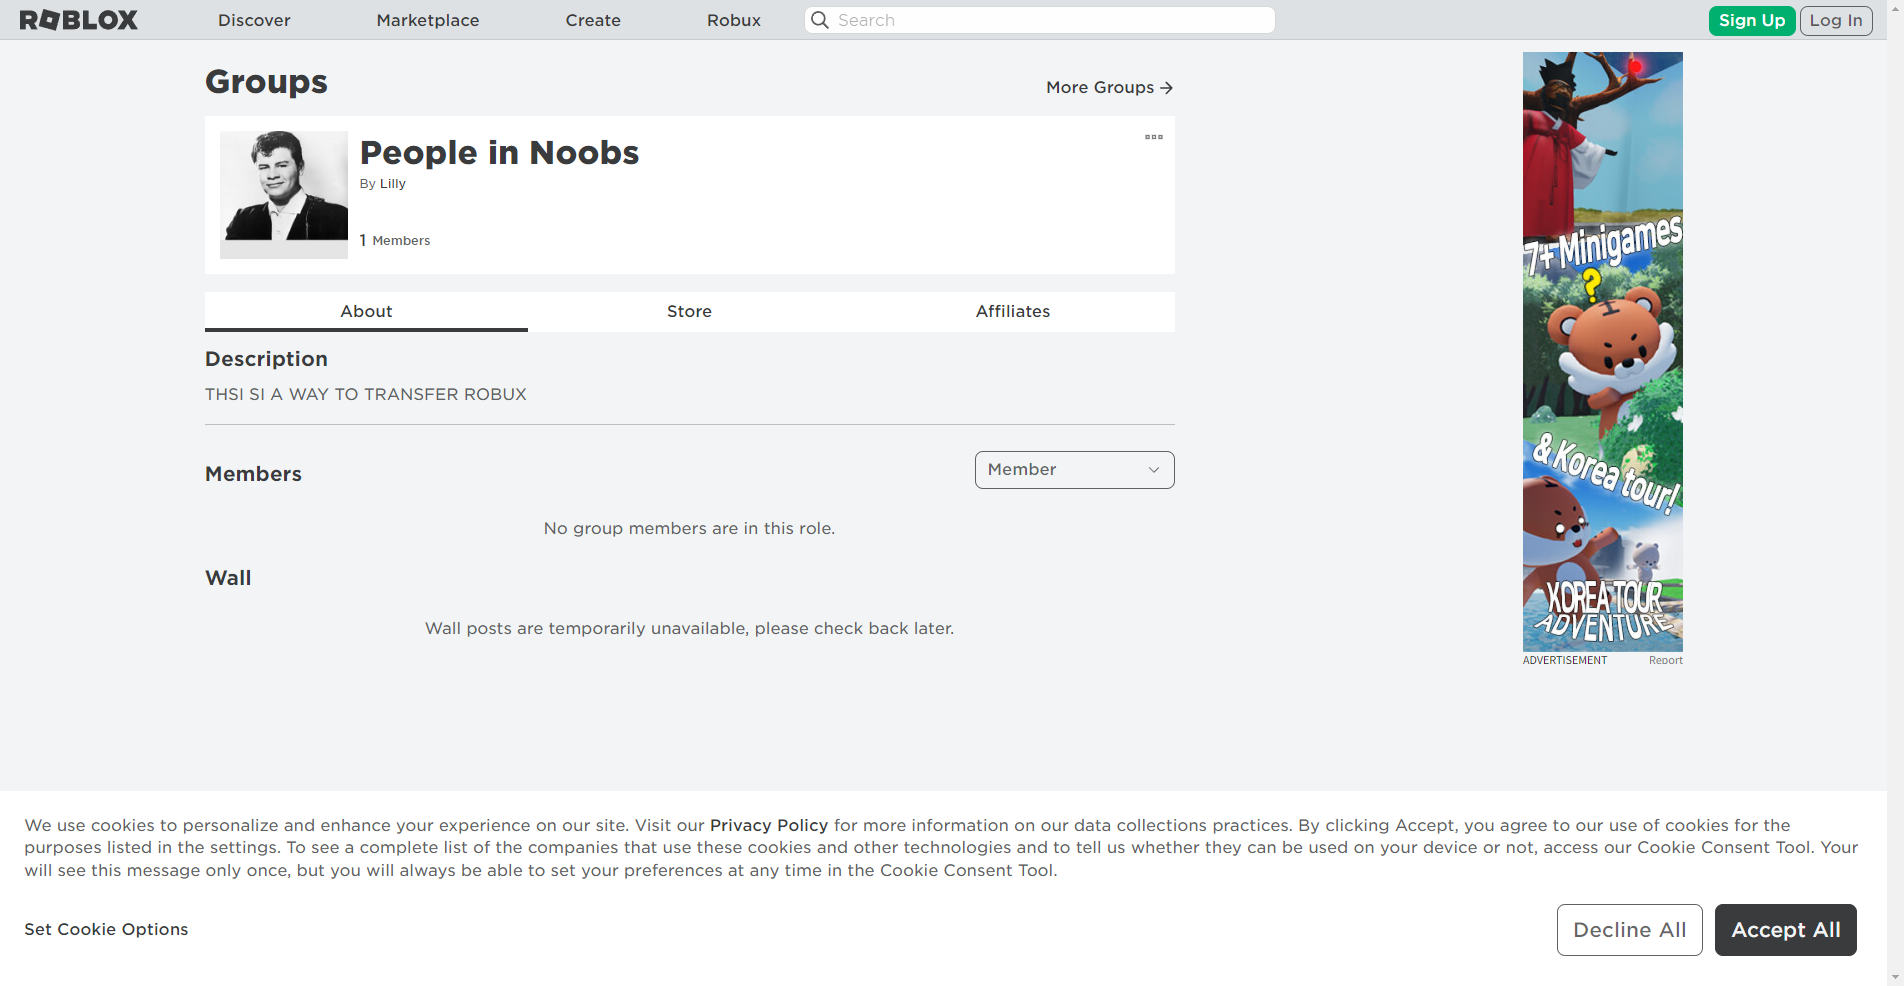 ROBLOX Discover Marketplace Create Robux Search Sign Up Log In
Groups
More Groups
People in Noobs
By Lilly
1 Members
About Store Affiliates
Description
THSI SI A WAY TO TRANSFER ROBUX
Members
Member
No group members are in this role.
Wall
Wall posts are temporarily unavailable, please check back later.
7+ Minigames
?
& Korea tour!
KOREA TOUR
ADVENTURE
ADVERTISEMENT Report
We use cookies to personalize and enhance your experience on our site. Visit our Privacy Policy for more information on our data collections practices. By clicking Accept, you agree to our use of cookies for the
purposes listed in the settings. To see a complete list of the companies that use these cookies and other technologies and to tell us whether they can be used on your device or not, access our Cookie Consent Tool. Your
will see this message only once, but you will always be able to set your preferences at any time in the Cookie Consent Tool.
Set Cookie Options
Decline All
Accept All